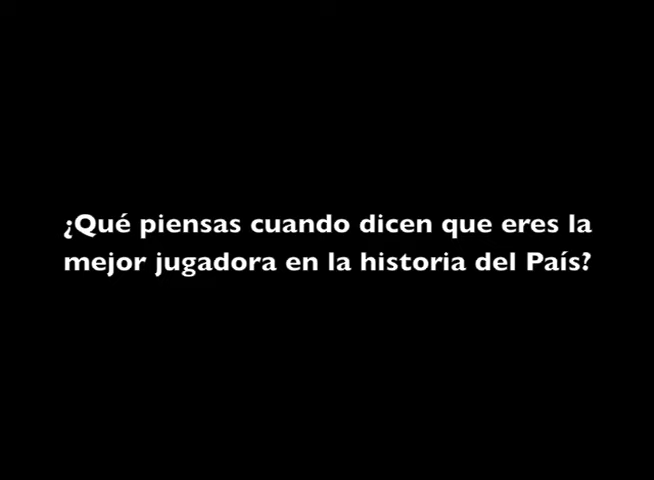 ¿Qué piensas cuando dicen que eres la
mejor jugadora en la historia del País?